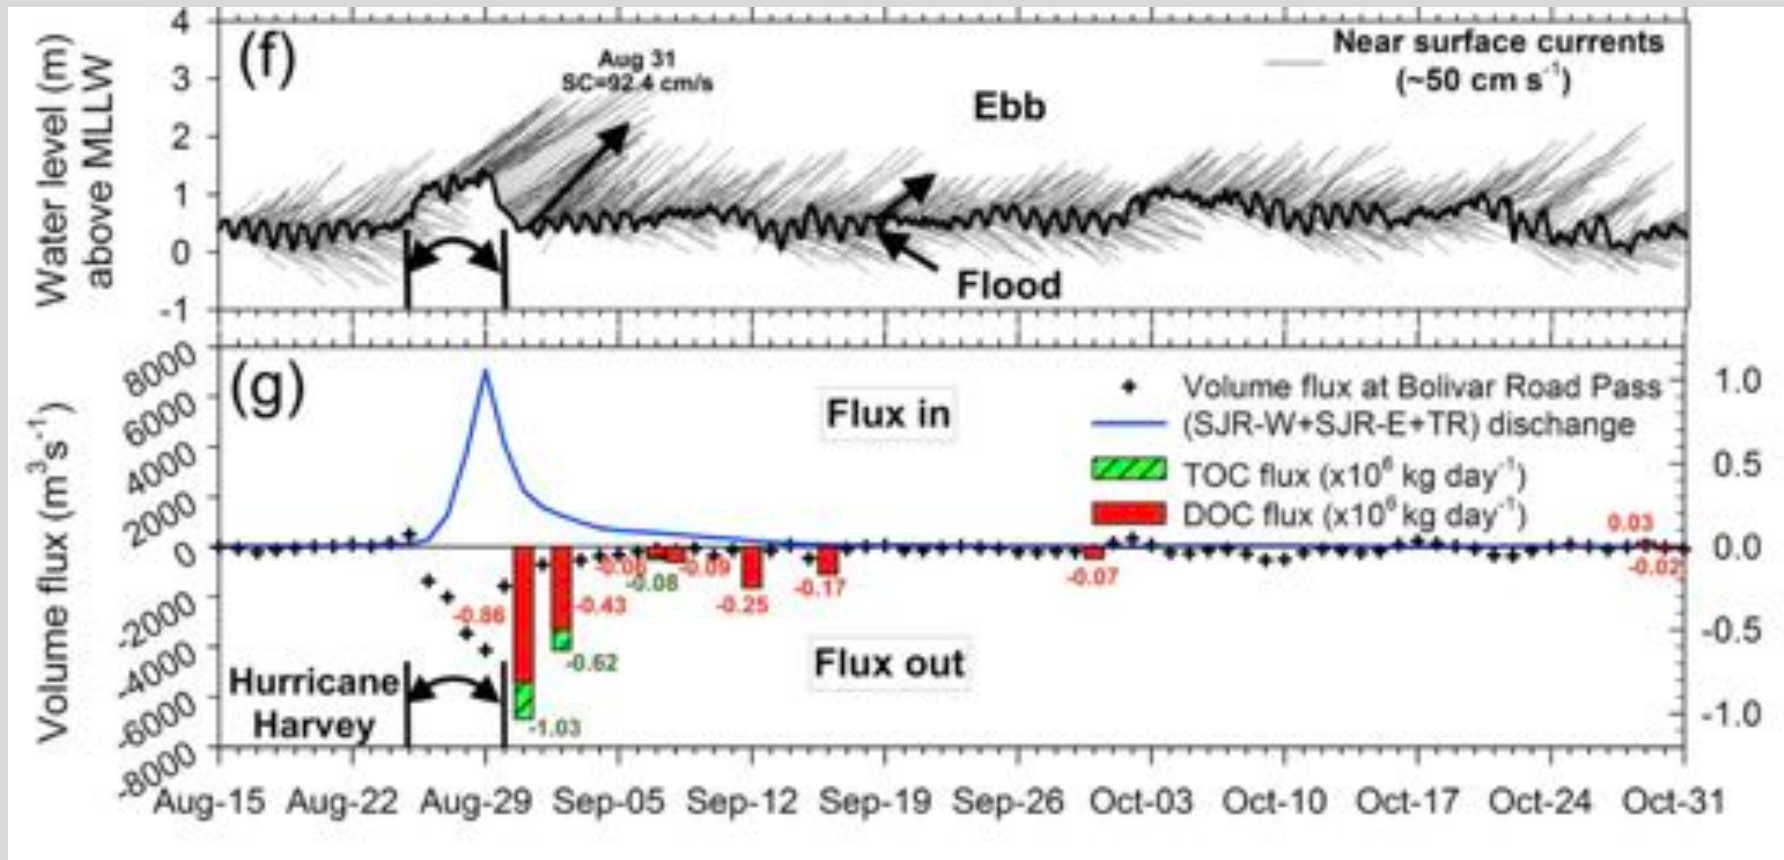 4
3
2
1
0
-1
Water level (m)
above MLLW
(f)
Aug 31
SC=92.4 cm/s
Near surface currents
(~50 cm s⁻¹)
Ebb
Flood
8000
6000
4000
2000
0
-2000
-4000
-6000
-8000
Volume flux (m³s⁻¹)
(g)
Flux in
Volume flux at Bolivar Road Pass
(SJR-W+SJR-E+TR) dischange
TOC flux (x10⁶ kg day⁻¹)
DOC flux (x10⁶ kg day⁻¹)
1.0
0.5
0.0
-0.5
-1.0
0.03
-0.02
-0.86
-0.43
-0.08
-0.09
-0.25
-0.17
-0.07
-0.62
-1.03
Flux out
Hurricane
Harvey
Aug-15 Aug-22 Aug-29 Sep-05 Sep-12 Sep-19 Sep-26 Oct-03 Oct-10 Oct-17 Oct-24 Oct-31